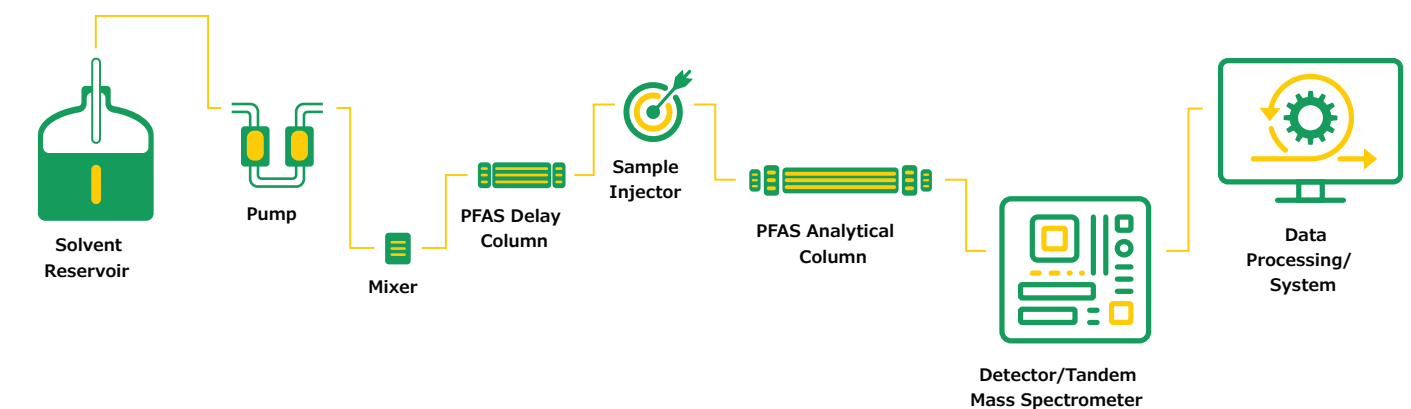 Solvent
Reservoir
Pump
Mixer
PFAS Delay
Column
Sample
Injector
PFAS Analytical
Column
Detector/Tandem
Mass Spectrometer
Data
Processing/
System